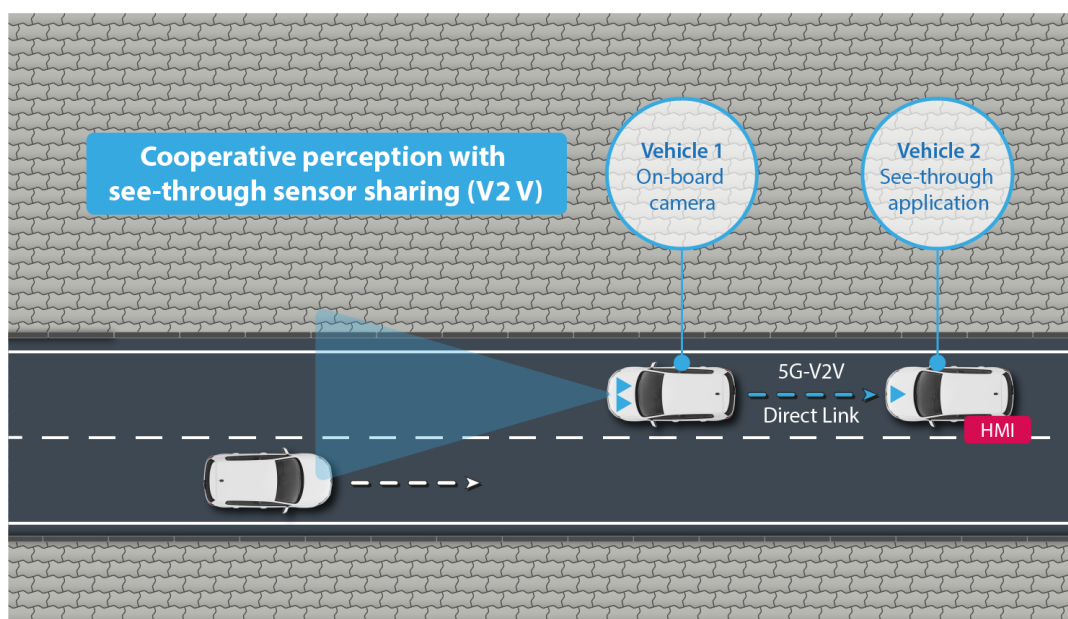 Cooperative perception with
see-through sensor sharing (V2 V)
Vehicle 1
On-board
camera
Vehicle 2
See-through
application
5G-V2V
Direct Link
HMI